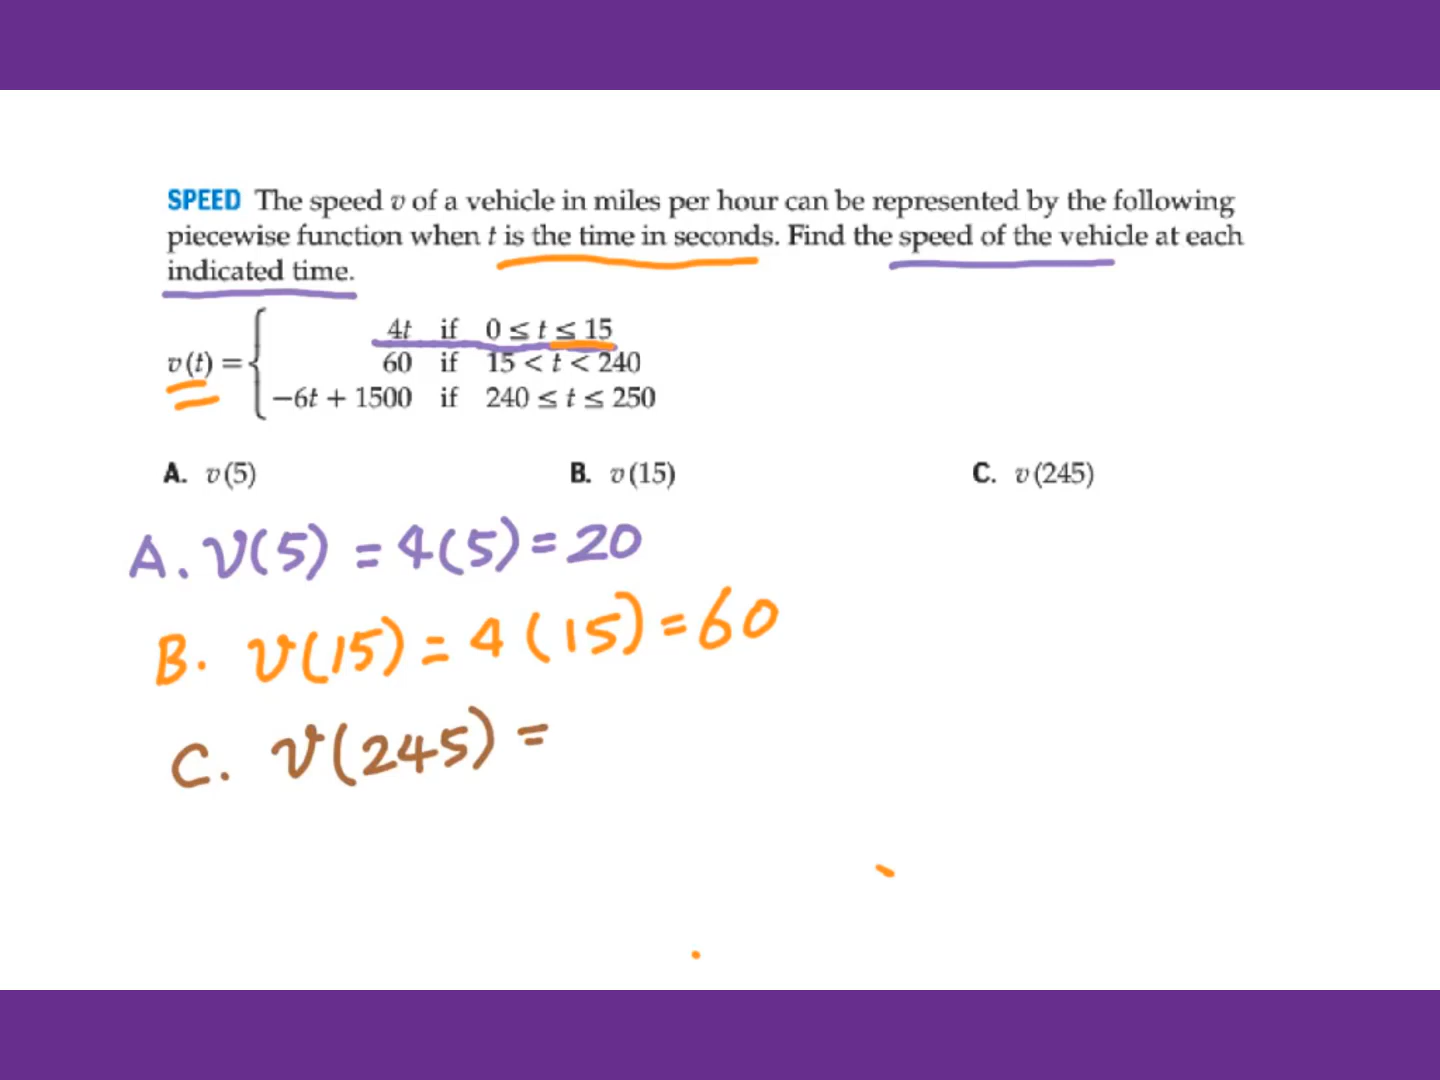 SPEED The speed v of a vehicle in miles per hour can be represented by the following
piecewise function when t is the time in seconds. Find the speed of the vehicle at each
indicated time.
4t if 0 ≤ t ≤ 15
v(t) = { 60 if 15 < t < 240
−6t + 1500 if 240 ≤ t ≤ 250
A. v(5) B. v(15) C. v(245)
A. v(5) = 4(5) = 20
B. v(15) = 4(15) = 60
C. v(245) =